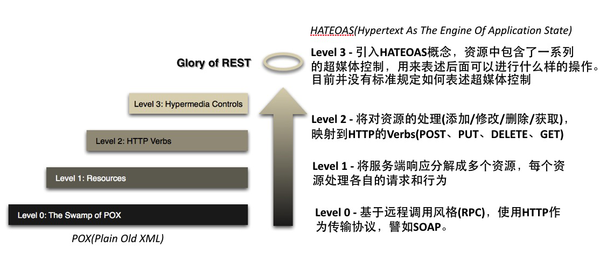 HATEOAS(Hypertext As The Engine Of Application State)
Glory of REST
Level 3 - 引入HATEOAS概念，资源中包含了一系列
的超媒体控制，用来表述后面可以进行什么样的操作。
目前并没有标准规定如何表述超媒体控制
Level 3: Hypermedia Controls
Level 2 - 将对资源的处理(添加/修改/删除/获取)，
映射到HTTP的Verbs(POST、PUT、DELETE、GET)
Level 2: HTTP Verbs
Level 1 - 将服务端响应分解成多个资源，每个资
源处理各自的请求和行为
Level 1: Resources
Level 0 - 基于远程调用风格(RPC)，使用HTTP作
为传输协议，譬如SOAP。
Level 0: The Swamp of POX
POX(Plain Old XML)